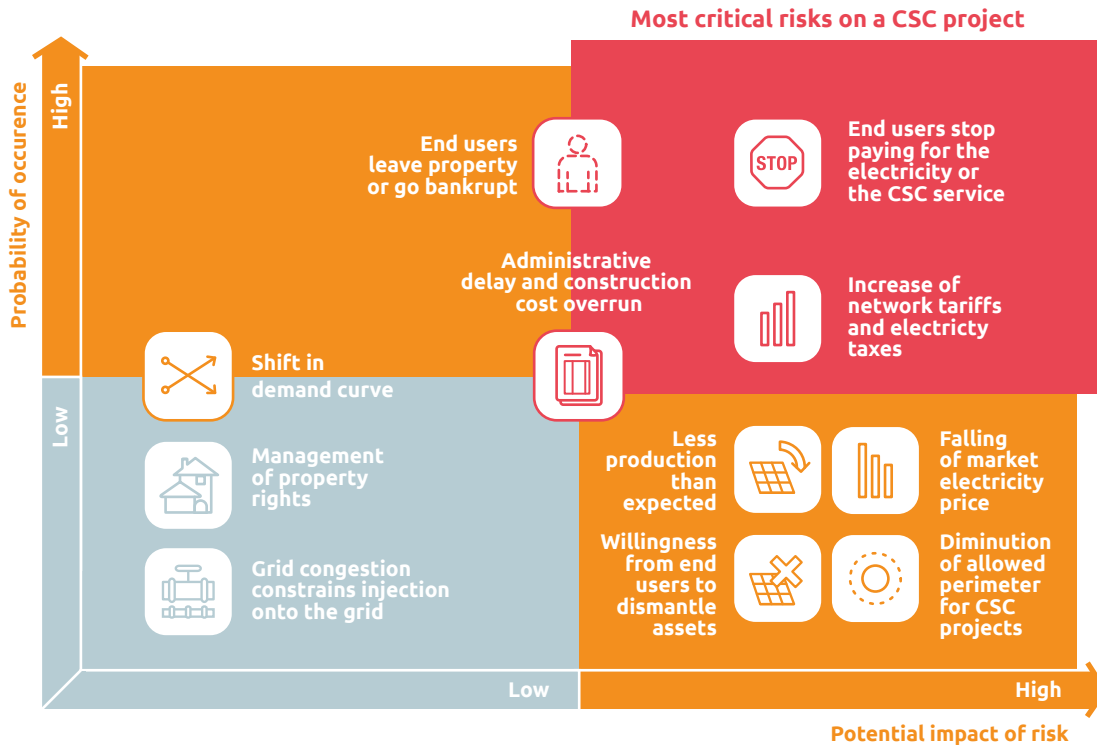 Most critical risks on a CSC project
Probability of occurence
High
Low
End users
leave property
or go bankrupt
STOP
End users stop
paying for the
electricity or
the CSC service
Administrative
delay and construction
cost overrun
Increase of
network tariffs
and electricty
taxes
Shift in
demand curve
Management
of property
rights
Grid congestion
constrains injection
onto the grid
Less
production
than
expected
Falling
of market
electricity
price
Willingness
from end
users to
dismantle
assets
Diminution
of allowed
perimeter
for CSC
projects
Low
High
Potential impact of risk